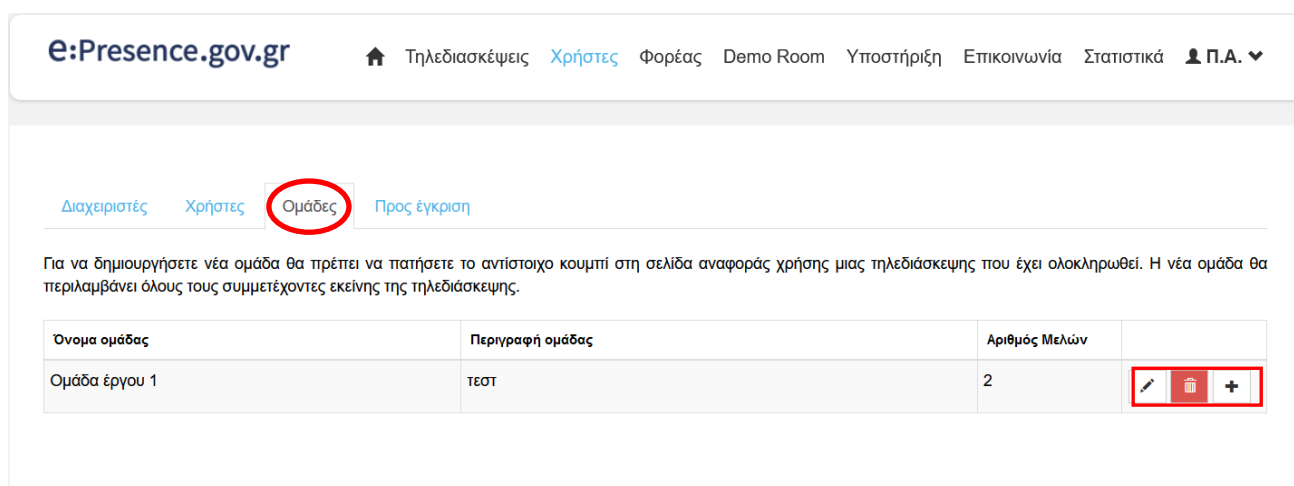 e:Presence.gov.gr
Τηλεδιασκέψεις Χρήστες Φορέας Demo Room Υποστήριξη Επικοινωνία Στατιστικά Π.Α.
Διαχειριστές Χρήστες Ομάδες Προς έγκριση
Για να δημιουργήσετε νέα ομάδα θα πρέπει να πατήσετε το αντίστοιχο κουμπί στη σελίδα αναφοράς χρήσης μιας τηλεδιάσκεψης που έχει ολοκληρωθεί. Η νέα ομάδα θα
περιλαμβάνει όλους τους συμμετέχοντες εκείνης της τηλεδιάσκεψης.
Όνομα ομάδας Περιγραφή ομάδας Αριθμός Μελών
Ομάδα έργου 1 τεστ 2